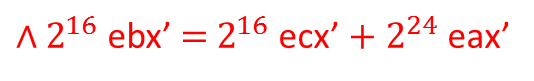 ∧ 2¹⁶ ebx’ = 2¹⁶ ecx’ + 2²⁴ eax’